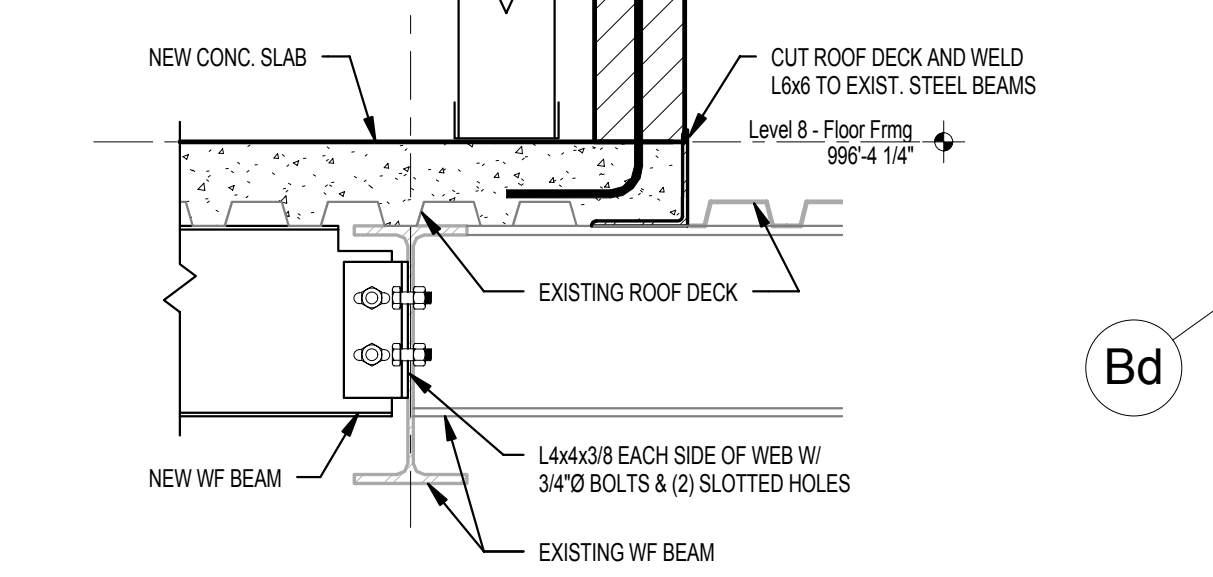 NEW CONC. SLAB
CUT ROOF DECK AND WELD
L6x6 TO EXIST. STEEL BEAMS
Level 8 - Floor Frmg
996'-4 1/4"
EXISTING ROOF DECK
Bd
L4x4x3/8 EACH SIDE OF WEB W/
3/4"Ø BOLTS & (2) SLOTTED HOLES
NEW WF BEAM
EXISTING WF BEAM